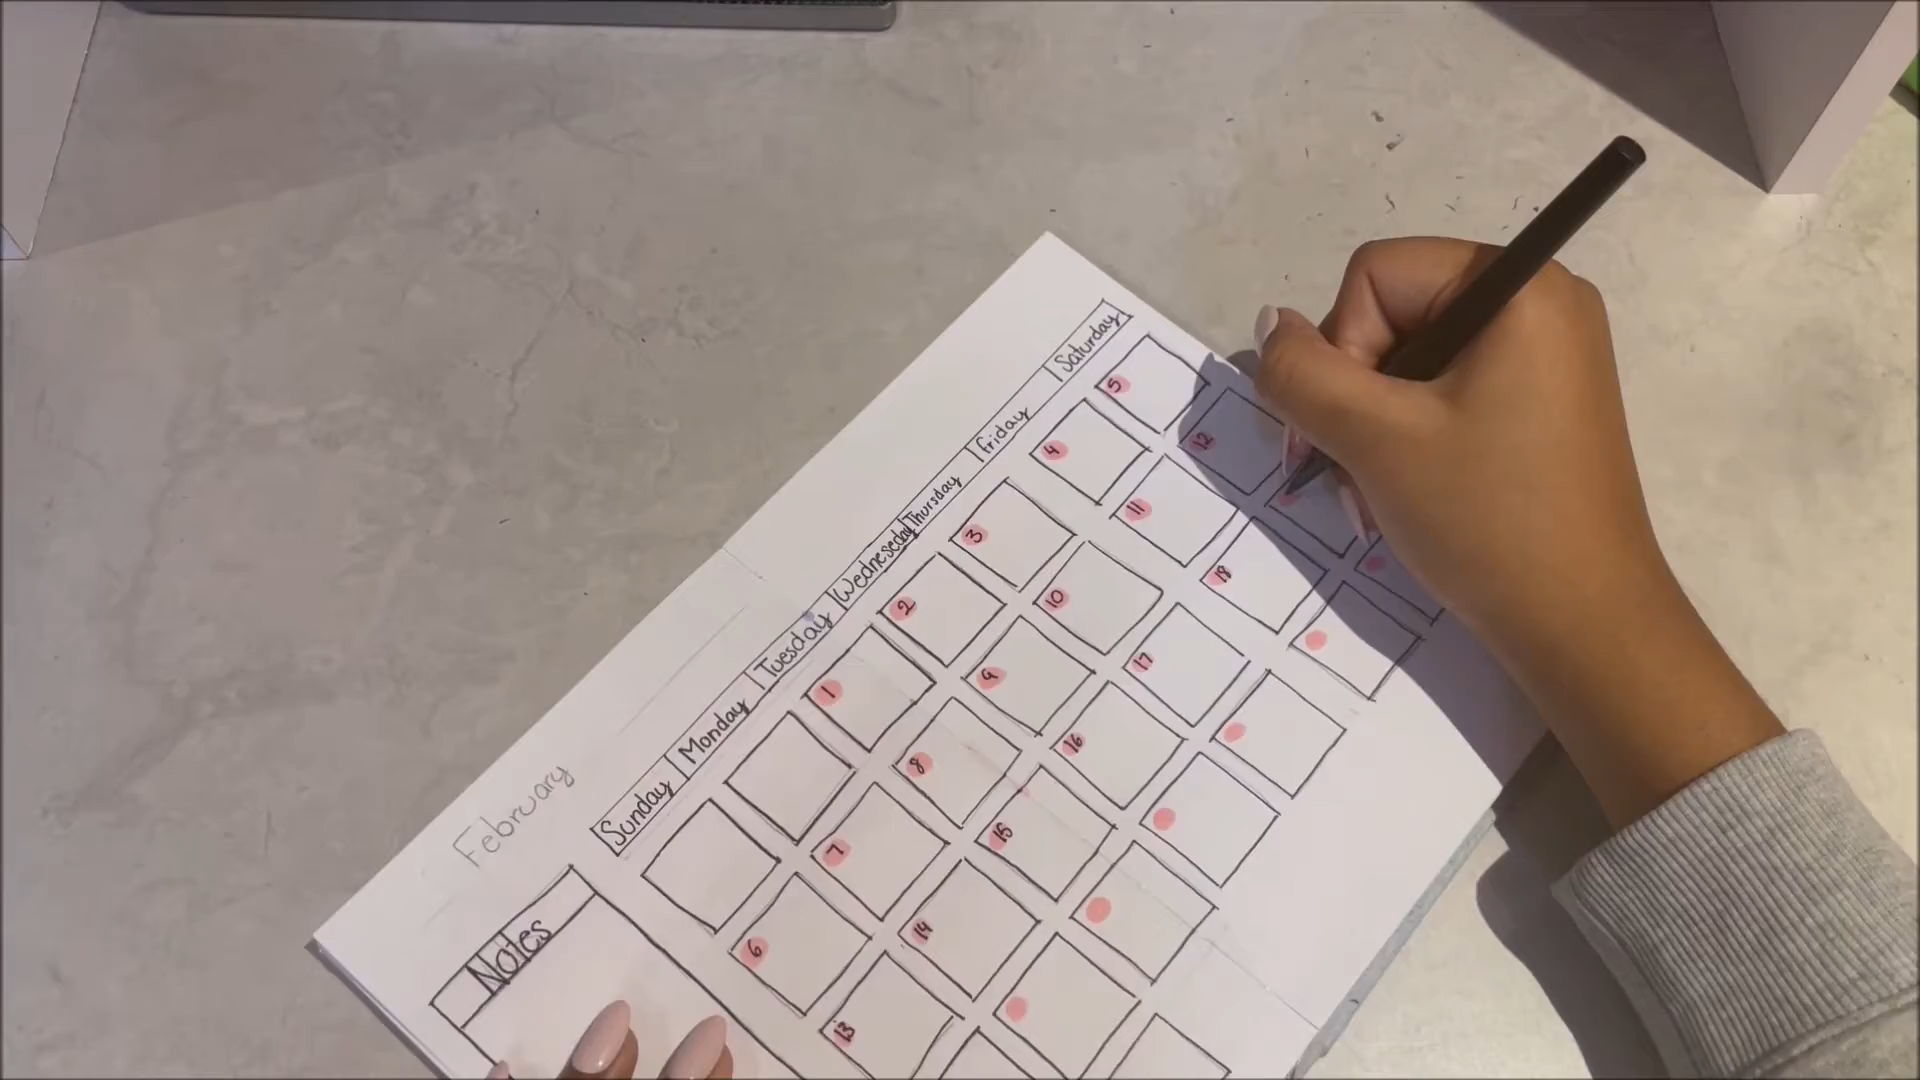 February
Sunday Monday Tuesday Wedneseday Thursday friday Saturday
1 2 3 4 5
6 7 8 9 10 11 12
13 14 15 16 17 18
Notes